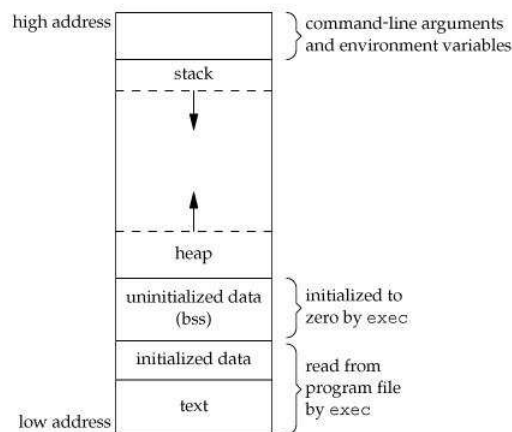 high address
command-line arguments
and environment variables
stack
heap
uninitialized data
(bss)
initialized to
zero by exec
initialized data
read from
program file
by exec
text
low address